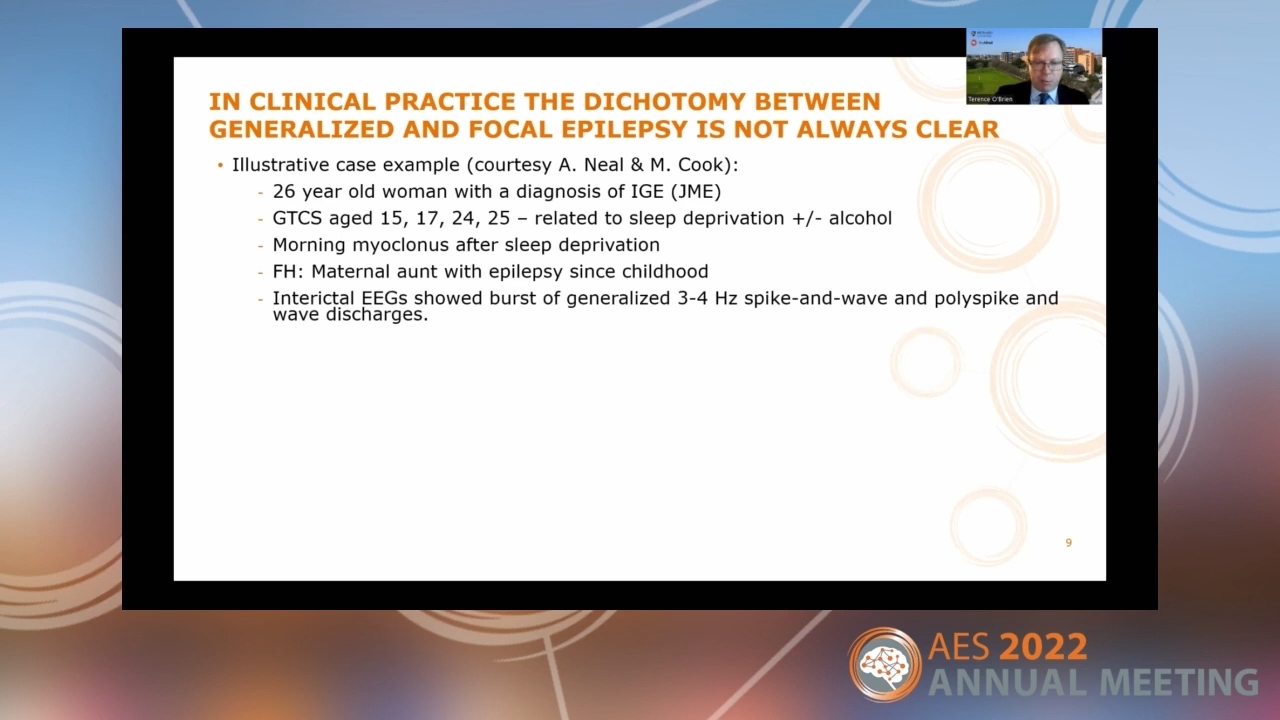 Terence O'Brien
IN CLINICAL PRACTICE THE DICHOTOMY BETWEEN
GENERALIZED AND FOCAL EPILEPSY IS NOT ALWAYS CLEAR
• Illustrative case example (courtesy A. Neal & M. Cook):
- 26 year old woman with a diagnosis of IGE (JME)
- GTCS aged 15, 17, 24, 25 – related to sleep deprivation +/- alcohol
- Morning myoclonus after sleep deprivation
- FH: Maternal aunt with epilepsy since childhood
- Interictal EEGs showed burst of generalized 3-4 Hz spike-and-wave and polyspike and
wave discharges.
9
AES 2022
ANNUAL MEETING